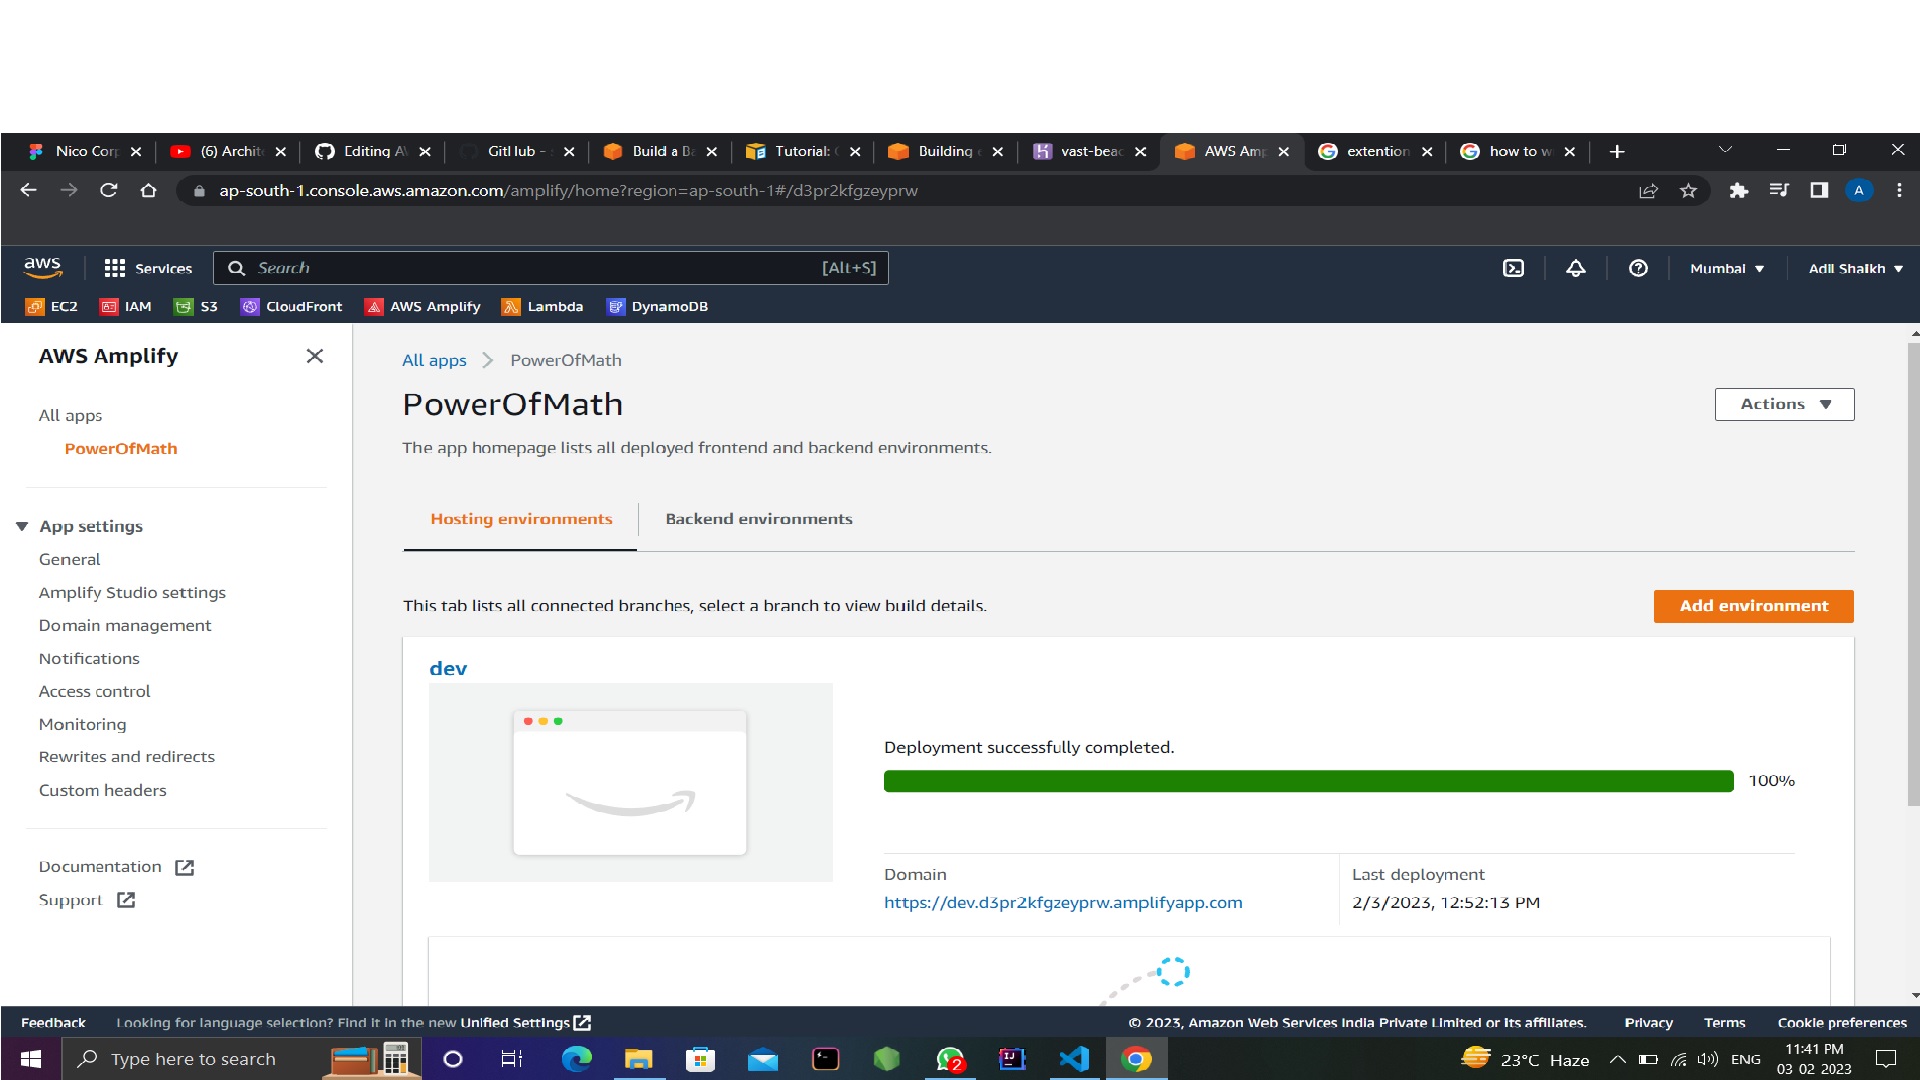 Nico Corp
(6) Archite
Editing AW
GitHub - s
Build a Ba
Tutorial: C
Building
vast-beac
AWS Amp
extention
how to w
ap-south-1.console.aws.amazon.com/amplify/home?region=ap-south-1#/d3pr2kfgzeyprw
A
aws
Services
Search
[Alt+S]
Mumbai
Adil Shaikh
EC2
IAM
S3
CloudFront
AWS Amplify
Lambda
DynamoDB
AWS Amplify
All apps
PowerOfMath
App settings
General
Amplify Studio settings
Domain management
Notifications
Access control
Monitoring
Rewrites and redirects
Custom headers
Documentation
Support
All apps
PowerOfMath
PowerOfMath
Actions
The app homepage lists all deployed frontend and backend environments.
Hosting environments
Backend environments
This tab lists all connected branches, select a branch to view build details.
Add environment
dev
Deployment successfully completed.
100%
Domain
https://dev.d3pr2kfgzeyprw.amplifyapp.com
Last deployment
2/3/2023, 12:52:13 PM
Feedback
Looking for language selection? Find it in the new Unified Settings
© 2023, Amazon Web Services India Private Limited or its affiliates.
Privacy
Terms
Cookie preferences
Type here to search
2
IJ
23°C Haze
ENG
11:41 PM
03-02-2023